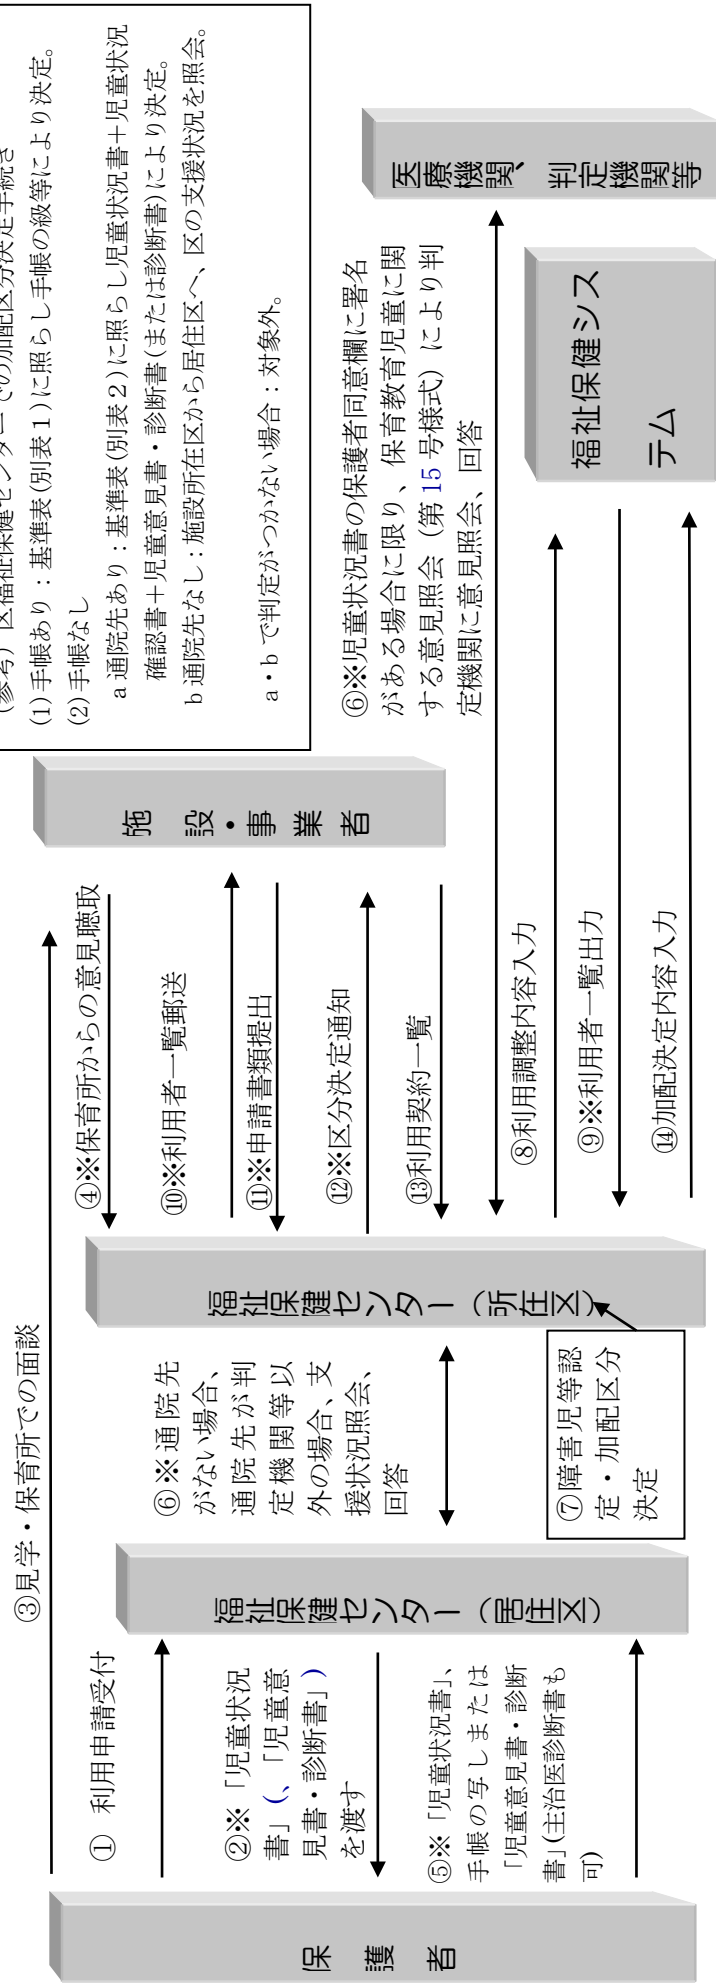 (参考) 区福祉保健センターでの加配区分決定手続き
(1)手帳あり：基準表(別表1)に照らし手帳の級等により決定。
(2)手帳なし
a 通院先あり：基準表(別表２)に照らし児童状況書＋児童状況
確認書＋児童意見書・診断書(または診断書)により決定。
b 通院先なし：施設所在区から居住区へ、区の支援状況を照会。
a・b で判定がつかない場合：対象外。
③見学・保育所での面談
① 利用申請受付
②※「児童状況
書」(、「児童意
見書・診断書」)
を渡す
⑤※「児童状況書」、
手帳の写しまたは
「児童意見書・診断
書」(主治医診断書も
可)
保護者
福祉保健センター（居住区）
⑥※通院先
がない場合、
通院先が判
定機関等以
外の場合、支
援状況照会、
回答
⑦障害児等認
定・加配区分
決定
福祉保健センター（所在区）
④※保育所からの意見聴取
⑩※利用者一覧郵送
⑪※申請書類提出
⑫※区分決定通知
⑬利用契約一覧
施設・事業者
⑥※児童状況書の保護者同意欄に署名
がある場合に限り、保育教育児童に関
する意見照会（第 15 号様式）により判
定機関に意見照会、回答
⑧利用調整内容入力
⑨※利用者一覧出力
⑭加配決定内容入力
医療機関、判定機関等
福祉保健シス
テム